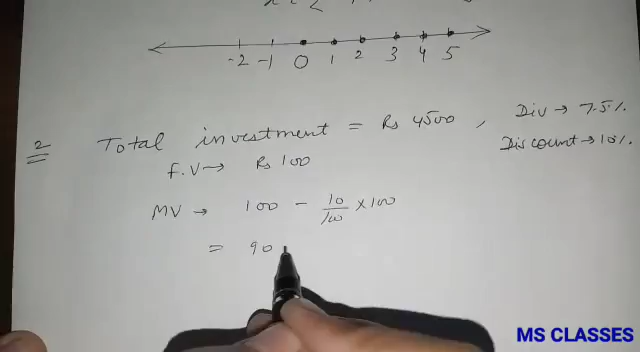 -2 -1 0 1 2 3 4 5
2 Total investment = Rs 4500, Div → 7.5%
Discount → 10%
F.V → Rs 100
MV → 100 - 10/100 × 100
= 90
MS CLASSES